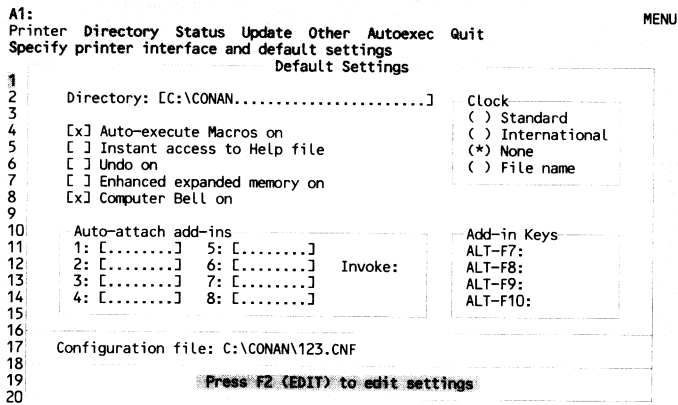 A1: MENU
Printer Directory Status Update Other Autoexec Quit
Specify printer interface and default settings
Default Settings
1
2 Directory: [C:\CONAN........................] Clock
3 ( ) Standard
4 [x] Auto-execute Macros on ( ) International
5 [ ] Instant access to Help file (*) None
6 [ ] Undo on ( ) File name
7 [ ] Enhanced expanded memory on
8 [x] Computer Bell on
9
10 Auto-attach add-ins Add-in Keys
11 1: [........] 5: [........] ALT-F7:
12 2: [........] 6: [........] Invoke: ALT-F8:
13 3: [........] 7: [........] ALT-F9:
14 4: [........] 8: [........] ALT-F10:
15
16
17 Configuration file: C:\CONAN\123.CNF
18
19 Press F2 (EDIT) to edit settings
20